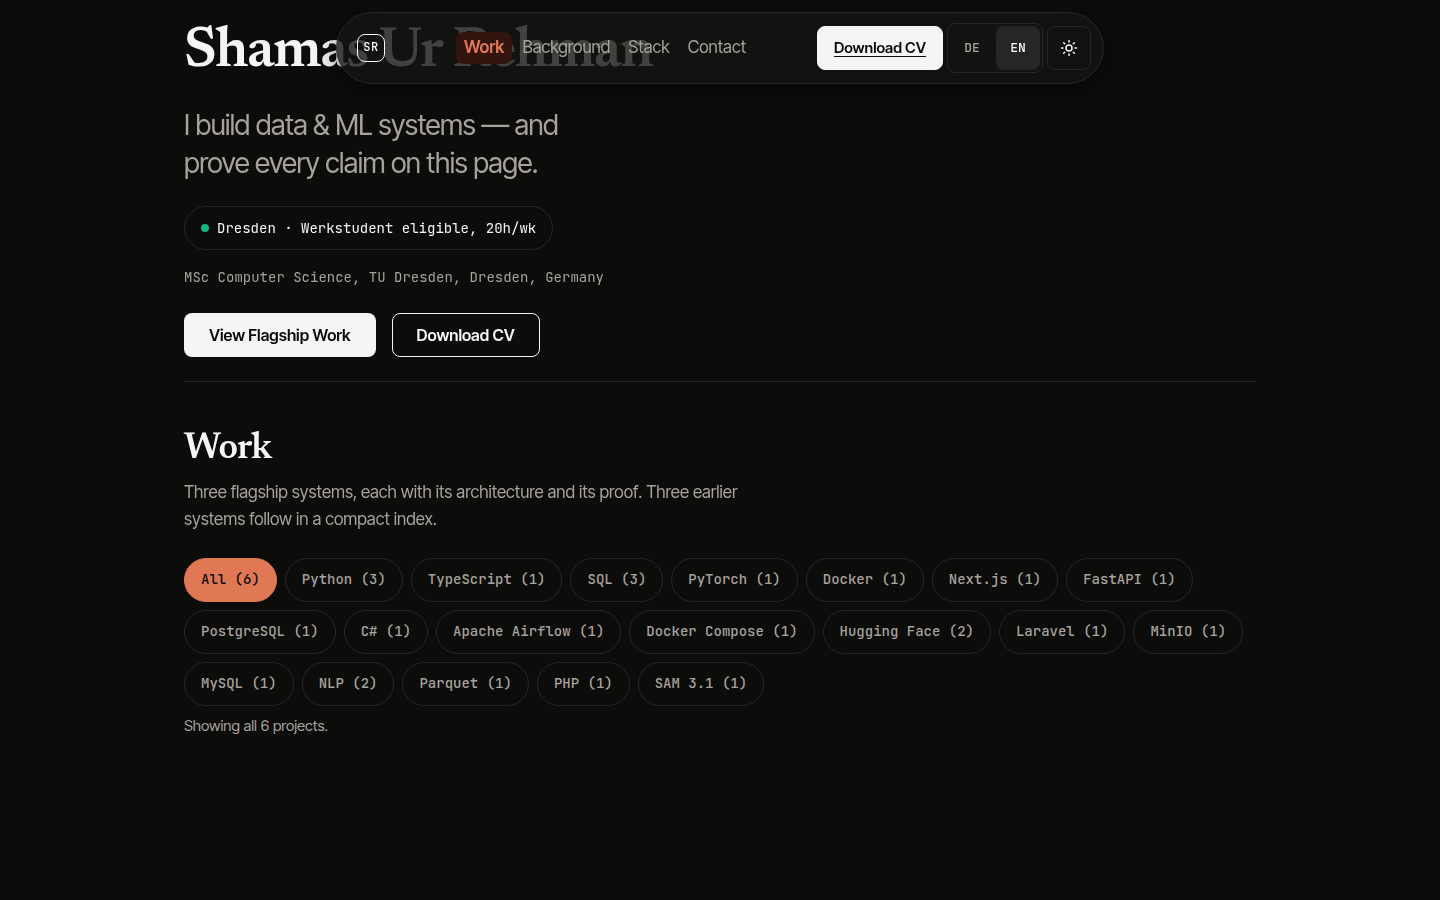 Shamas Ur Rehman
SR Work Background Stack Contact Download CV DE EN
I build data & ML systems — and
prove every claim on this page.
Dresden · Werkstudent eligible, 20h/wk
MSc Computer Science, TU Dresden, Dresden, Germany
View Flagship Work Download CV
Work
Three flagship systems, each with its architecture and its proof. Three earlier
systems follow in a compact index.
All (6) Python (3) TypeScript (1) SQL (3) PyTorch (1) Docker (1) Next.js (1) FastAPI (1)
PostgreSQL (1) C# (1) Apache Airflow (1) Docker Compose (1) Hugging Face (2) Laravel (1) MinIO (1)
MySQL (1) NLP (2) Parquet (1) PHP (1) SAM 3.1 (1)
Showing all 6 projects.